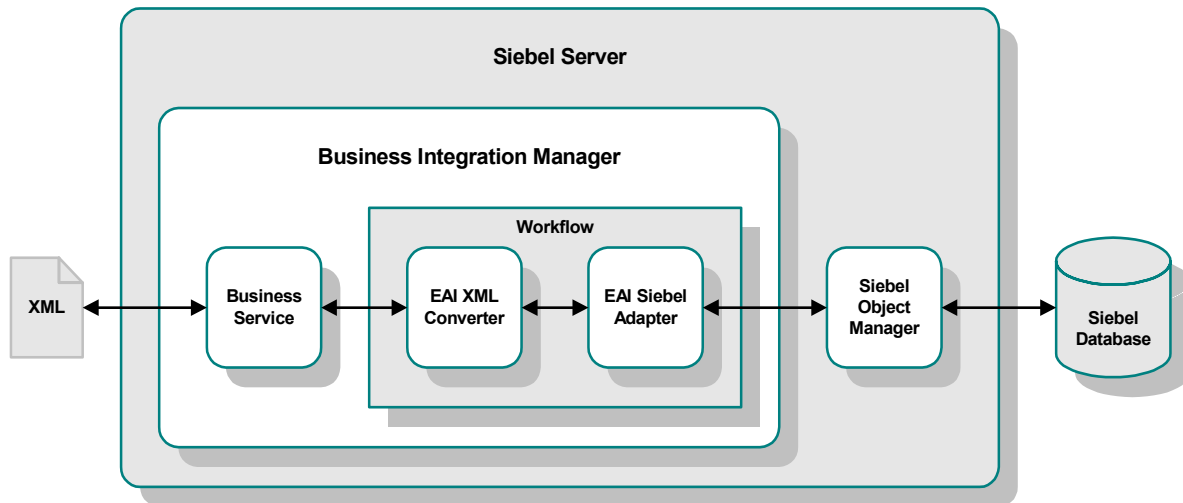 Siebel Server
Business Integration Manager
Workflow
XML
Business
Service
EAI XML
Converter
EAI Siebel
Adapter
Siebel
Object
Manager
Siebel
Database